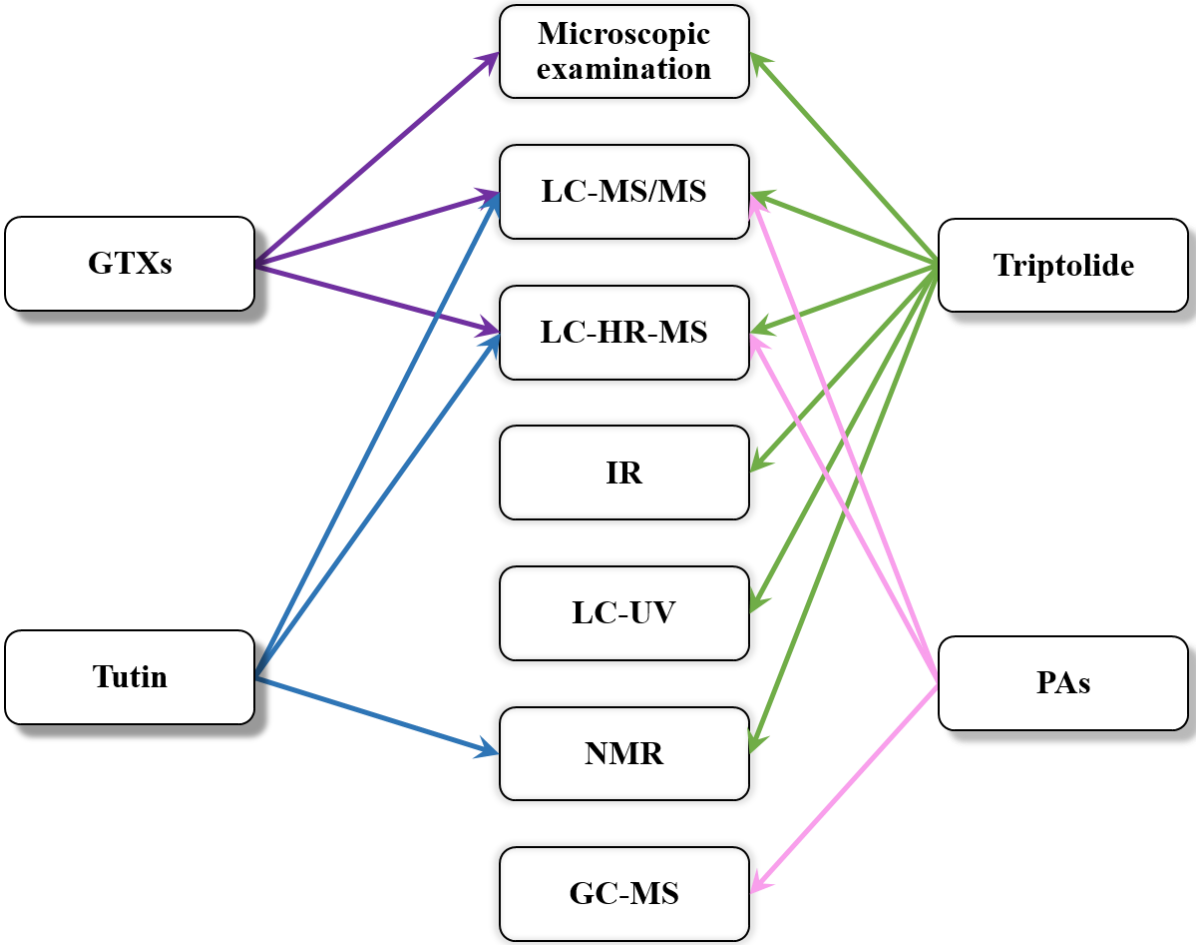 Microscopic
examination
LC-MS/MS
GTXs
Triptolide
LC-HR-MS
IR
LC-UV
Tutin
PAs
NMR
GC-MS